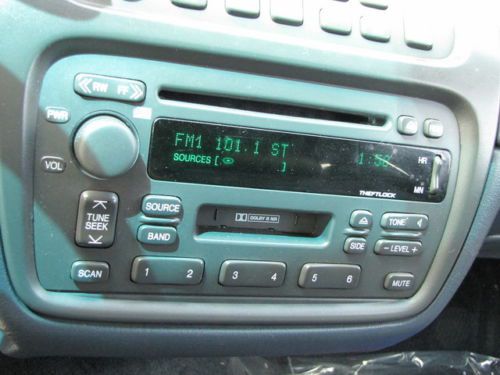 RW FF
PWR
FM1 101.1 ST 1:50
SOURCES [ ]
HR
MN
THEFTLOCK
VOL
TUNE
SEEK
SOURCE
BAND
DOLBY B NR
TONE
SIDE
- LEVEL +
SCAN
1 2
3 4
5 6
MUTE